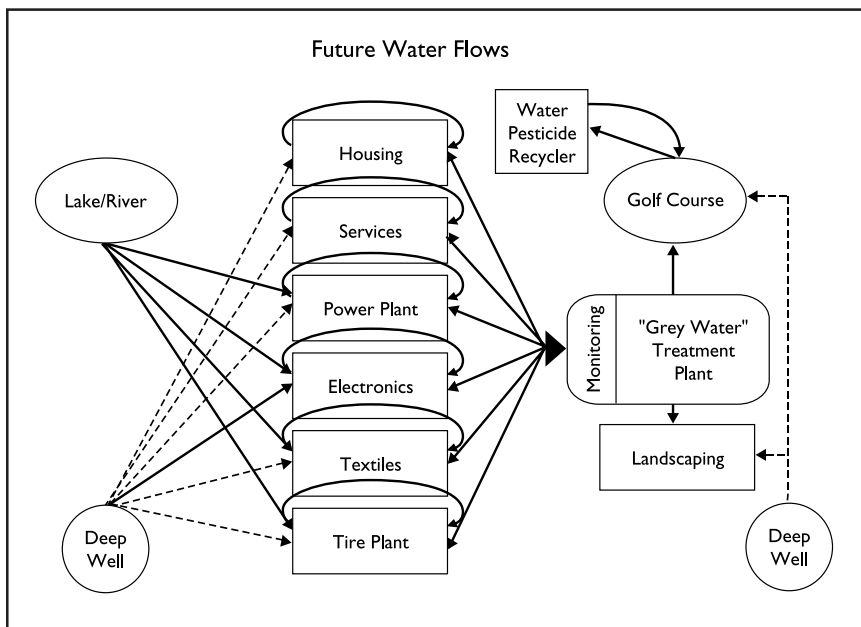 Future Water Flows
Water
Pesticide
Recycler
Housing
Lake/River
Golf Course
Services
Power Plant
Monitoring
"Grey Water"
Treatment
Plant
Electronics
Textiles
Landscaping
Deep
Well
Tire Plant
Deep
Well